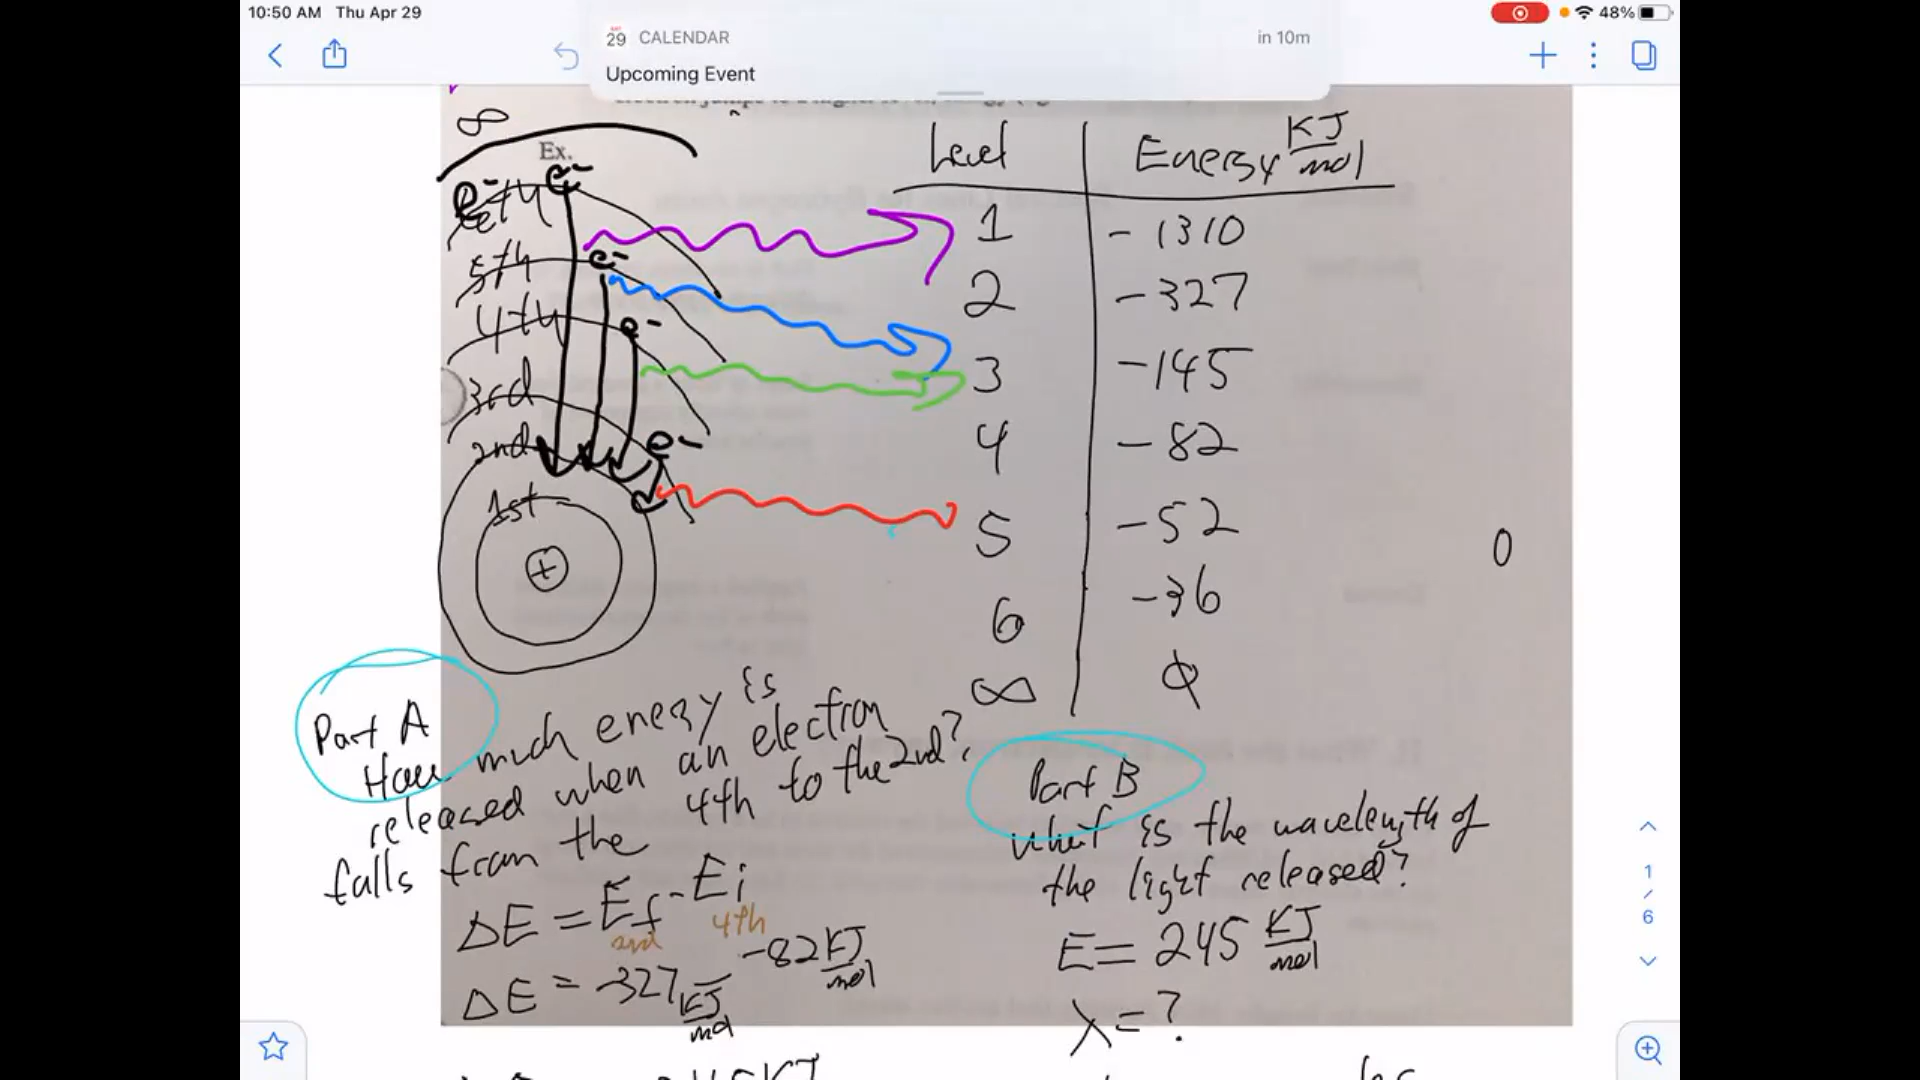 10:50 AM Thu Apr 29
48%
29 CALENDAR
in 10m
Upcoming Event
∞
Ex.
e-
e-
5th
e-
4th
e-
3rd
2nd
e-
1st
+
Level Energy KJ/mol
1 -1310
2 -327
3 -145
4 -82
5 -52
0
6 -36
∞ 0
Part A
How much energy is
released when an electron
falls from the 4th to the 2nd?
ΔE = Ef - Ei
2nd 4th
ΔE = -327 KJ/mol - -82 KJ/mol
Part B
What is the wavelength of
the light released?
E = 245 KJ/mol
λ = ?
1
/
6